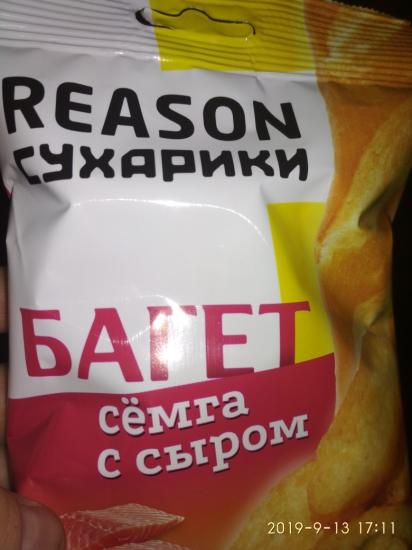 REASON
СУХАРИКИ
БАГЕТ
сёмга
с сыром
2019-9-13 17:11